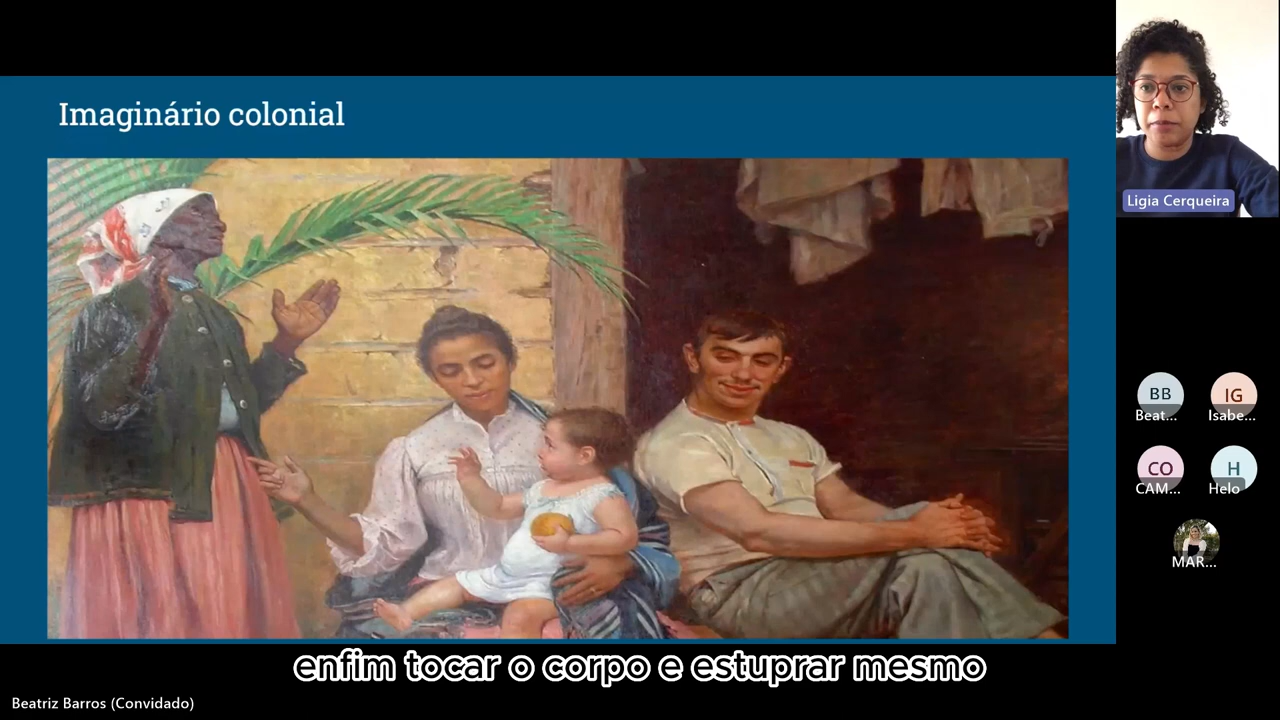 Imaginário colonial
Ligia Cerqueira
BB
Beat...
IG
Isabe...
CO
CAM...
H
Helo
MAR...
enfim tocar o corpo e estuprar mesmo
Beatriz Barros (Convidado)